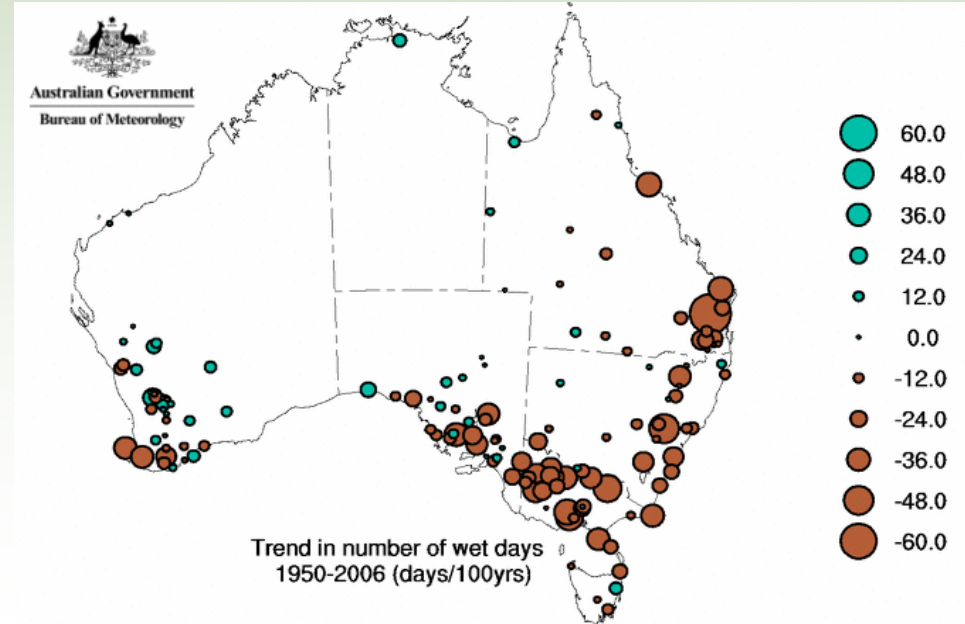 Australian Government
Bureau of Meteorology
60.0
48.0
36.0
24.0
12.0
0.0
-12.0
-24.0
-36.0
-48.0
-60.0
Trend in number of wet days
1950-2006 (days/100yrs)